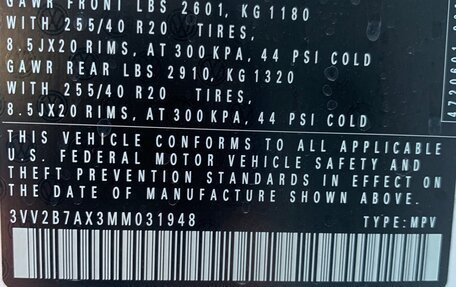 GAWR FRONT LBS 2601, KG 1180
WITH 255/40 R20 TIRES,
8.5JX20 RIMS, AT 300 KPA, 44 PSI COLD
GAWR REAR LBS 2910, KG 1320
WITH 255/40 R20 TIRES,
8.5JX20 RIMS, AT 300 KPA, 44 PSI COLD
THIS VEHICLE CONFORMS TO ALL APPLICABLE
U.S. FEDERAL MOTOR VEHICLE SAFETY AND
THEFT PREVENTION STANDARDS IN EFFECT ON
THE DATE OF MANUFACTURE SHOWN ABOVE.
3VV2B7AX3MM031948 TYPE: MPV